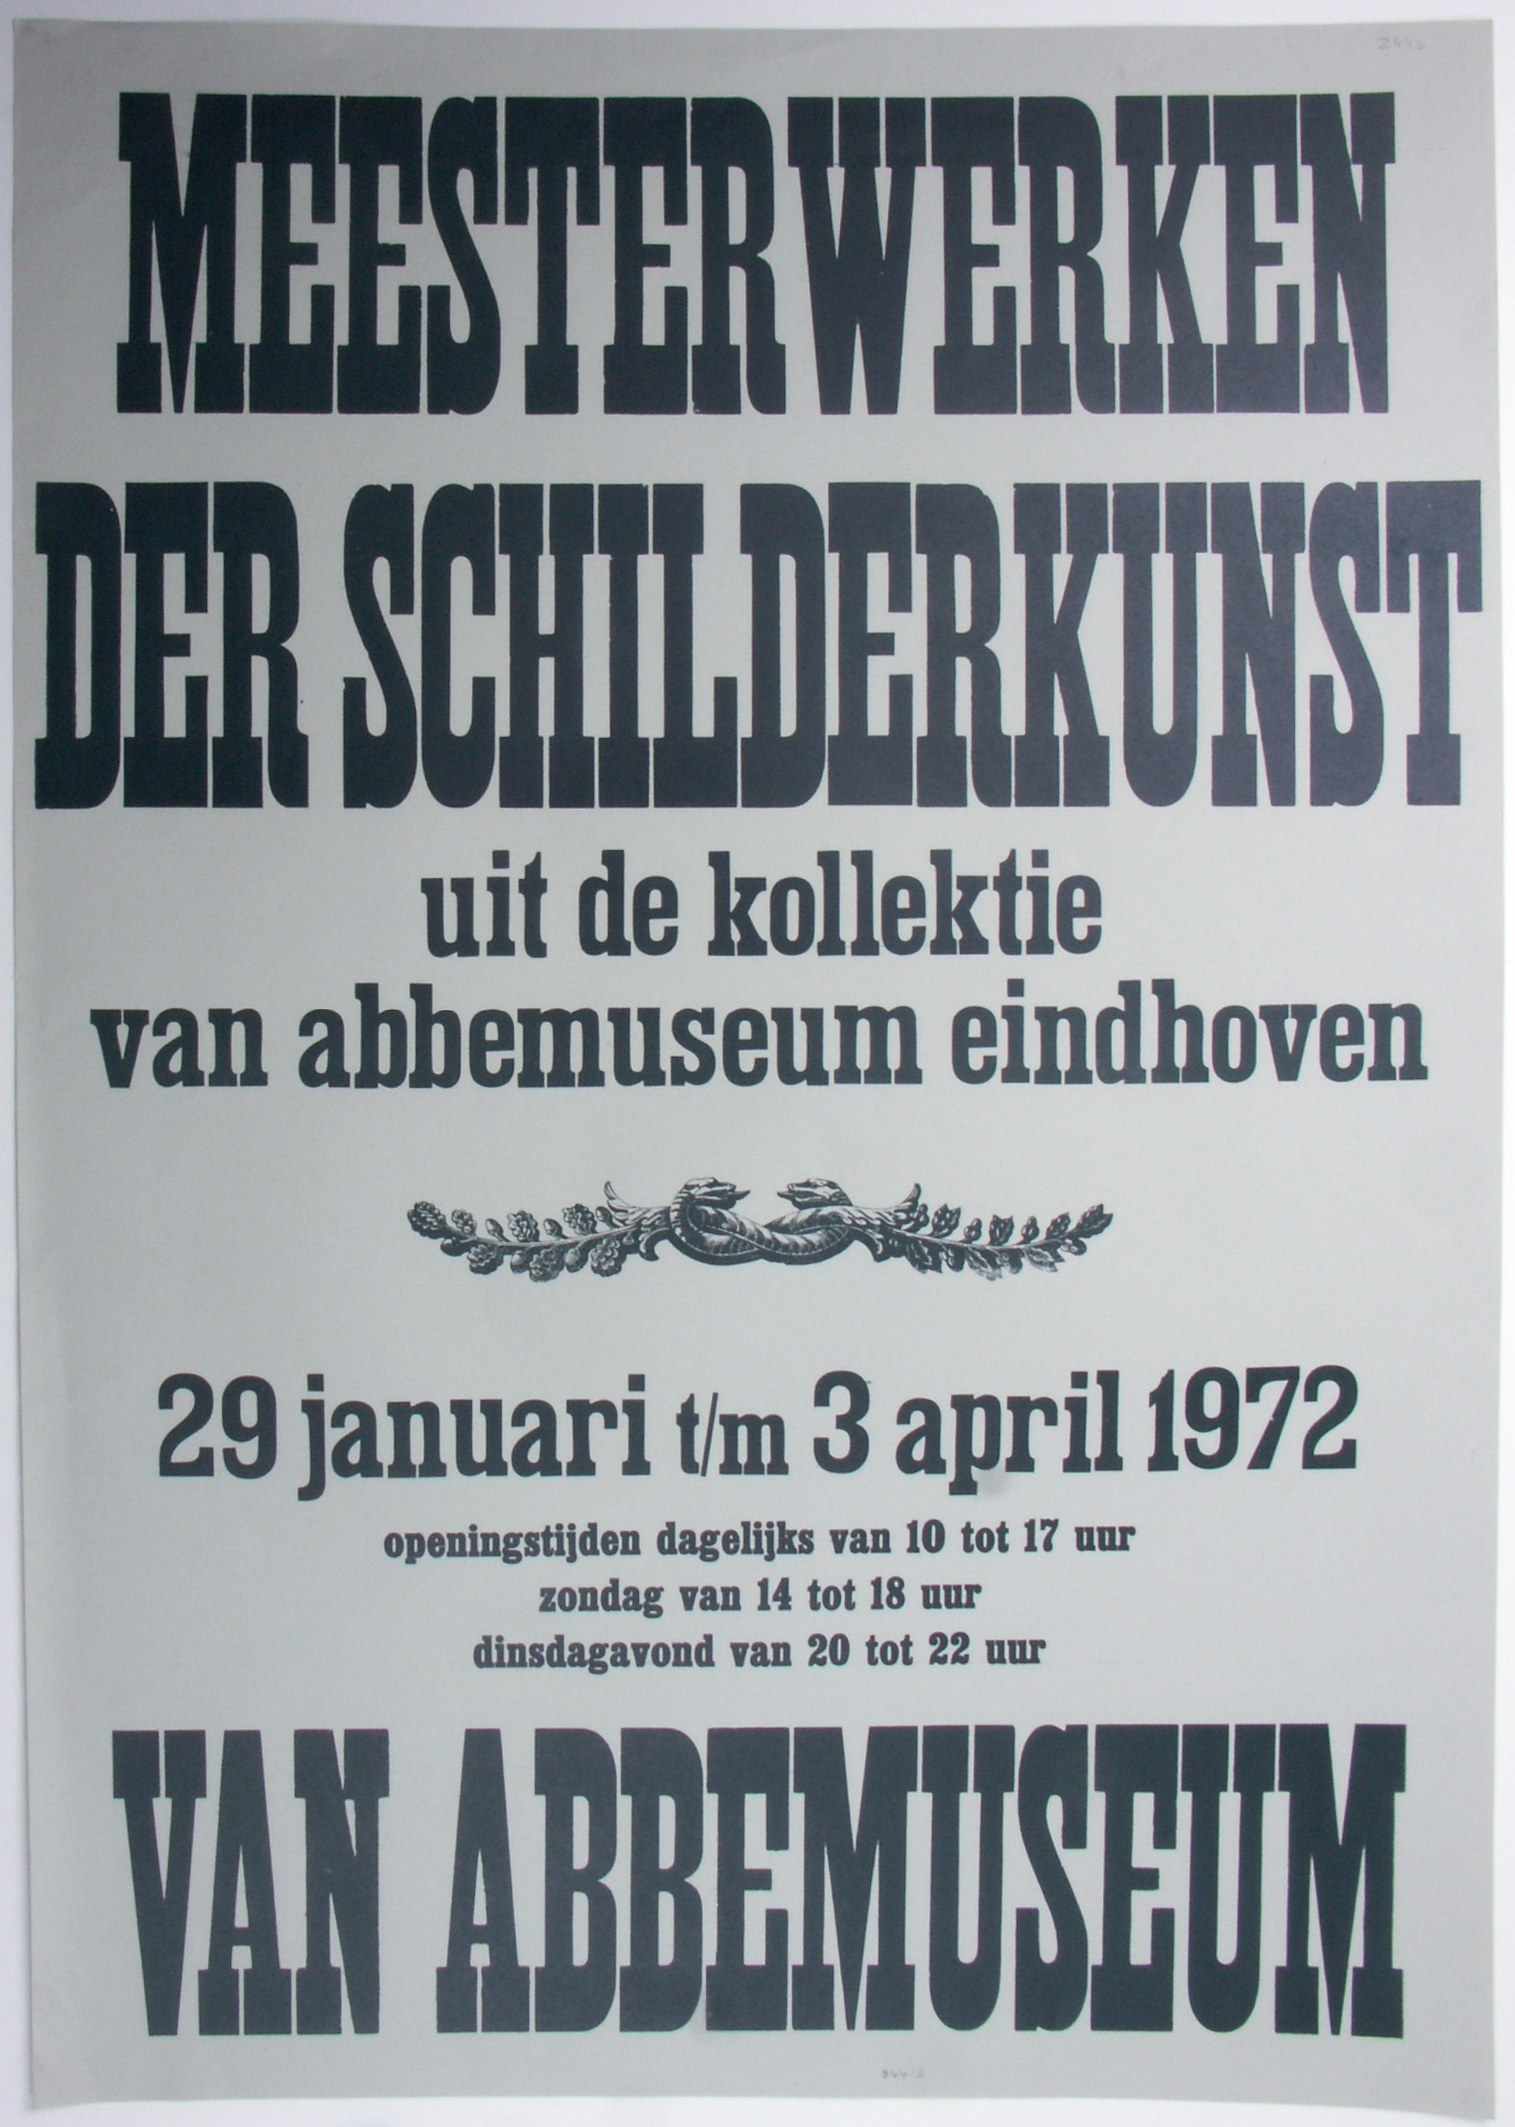 MEESTERWERKEN
DER SCHILDERKUNST
uit de kollektie
van abbemuseum eindhoven
29 januari t/m 3 april 1972
openingstijden dagelijks van 10 tot 17 uur
zondag van 14 tot 18 uur
dinsdagavond van 20 tot 22 uur
VAN ABBEMUSEUM